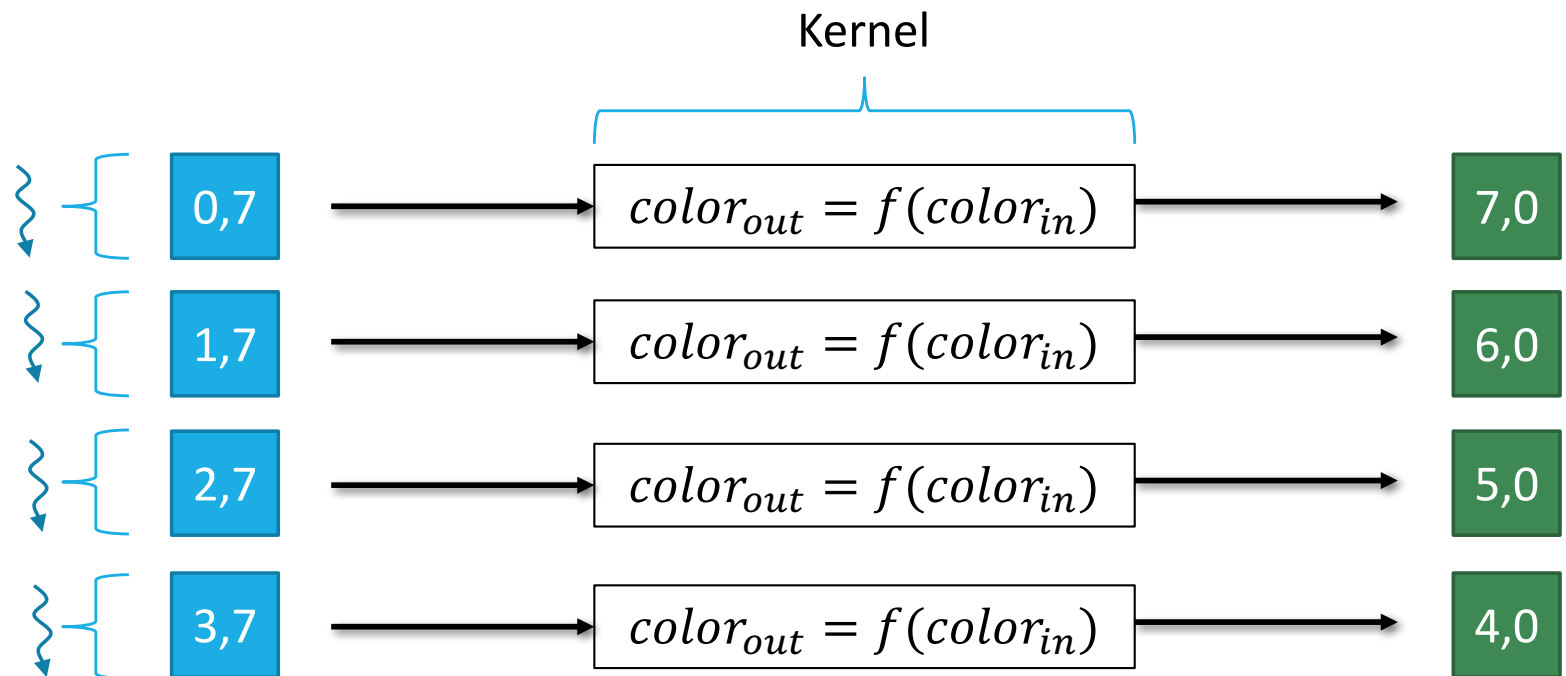 Kernel
0,7 color_out = f(color_in) 7,0
1,7 color_out = f(color_in) 6,0
2,7 color_out = f(color_in) 5,0
3,7 color_out = f(color_in) 4,0